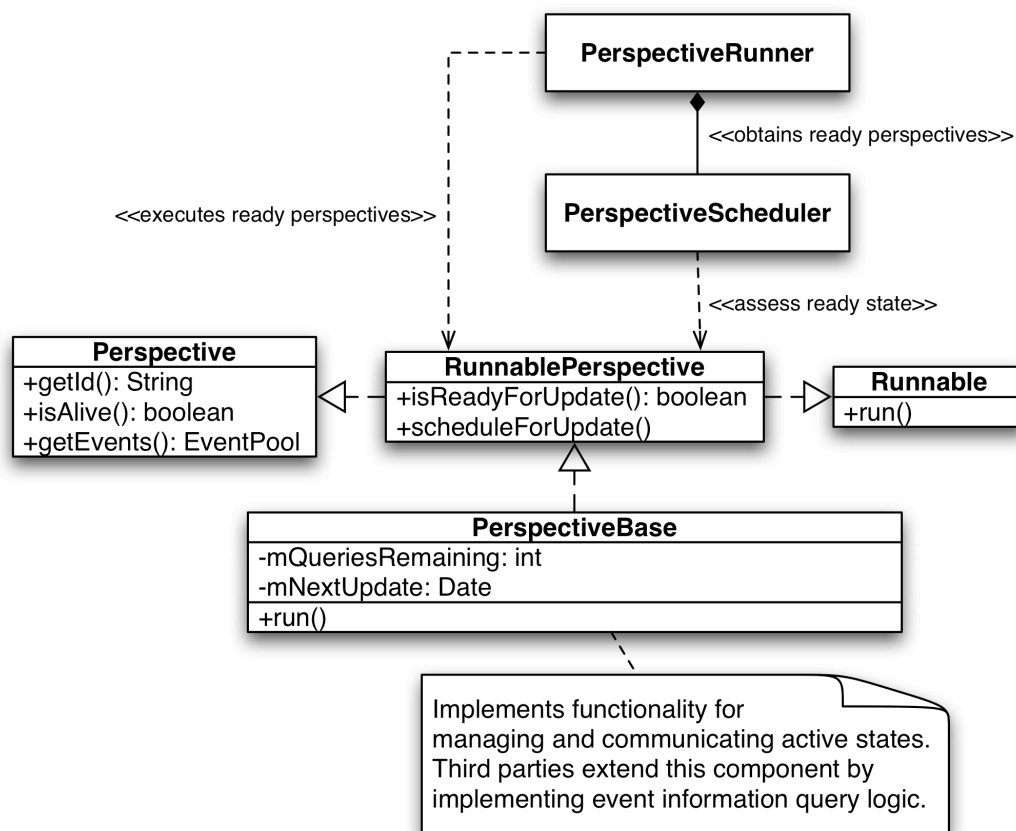 PerspectiveRunner
<<obtains ready perspectives>>
PerspectiveScheduler
<<executes ready perspectives>>
<<assess ready state>>
Perspective
+getId(): String
+isAlive(): boolean
+getEvents(): EventPool
RunnablePerspective
+isReadyForUpdate(): boolean
+scheduleForUpdate()
Runnable
+run()
PerspectiveBase
-mQueriesRemaining: int
-mNextUpdate: Date
+run()
Implements functionality for
managing and communicating active states.
Third parties extend this component by
implementing event information query logic.